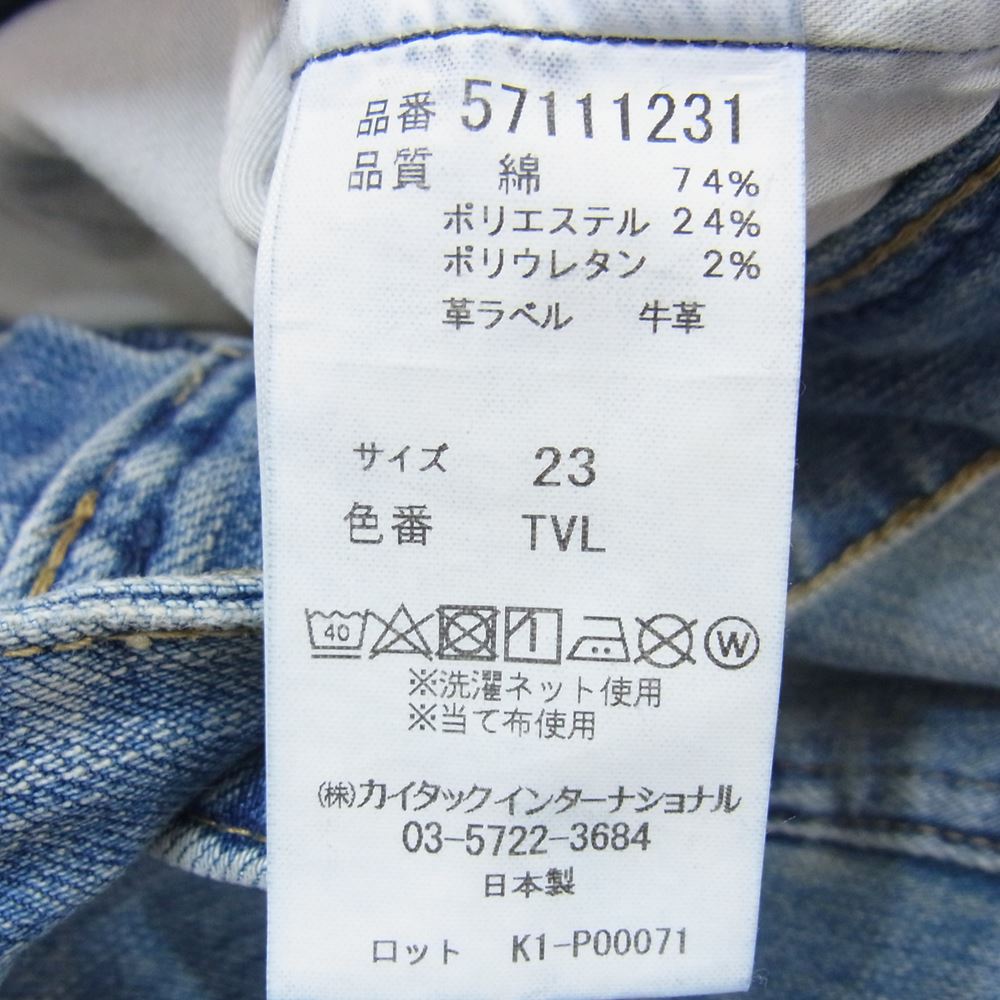 品番 57111231
品質 綿 74%
ポリエステル 24%
ポリウレタン 2%
革ラベル 牛革
サイズ 23
色番 TVL
40 W
※洗濯ネット使用
※当て布使用
(株)カイタックインターナショナル
03-5722-3684
日本製
ロット K1-P00071